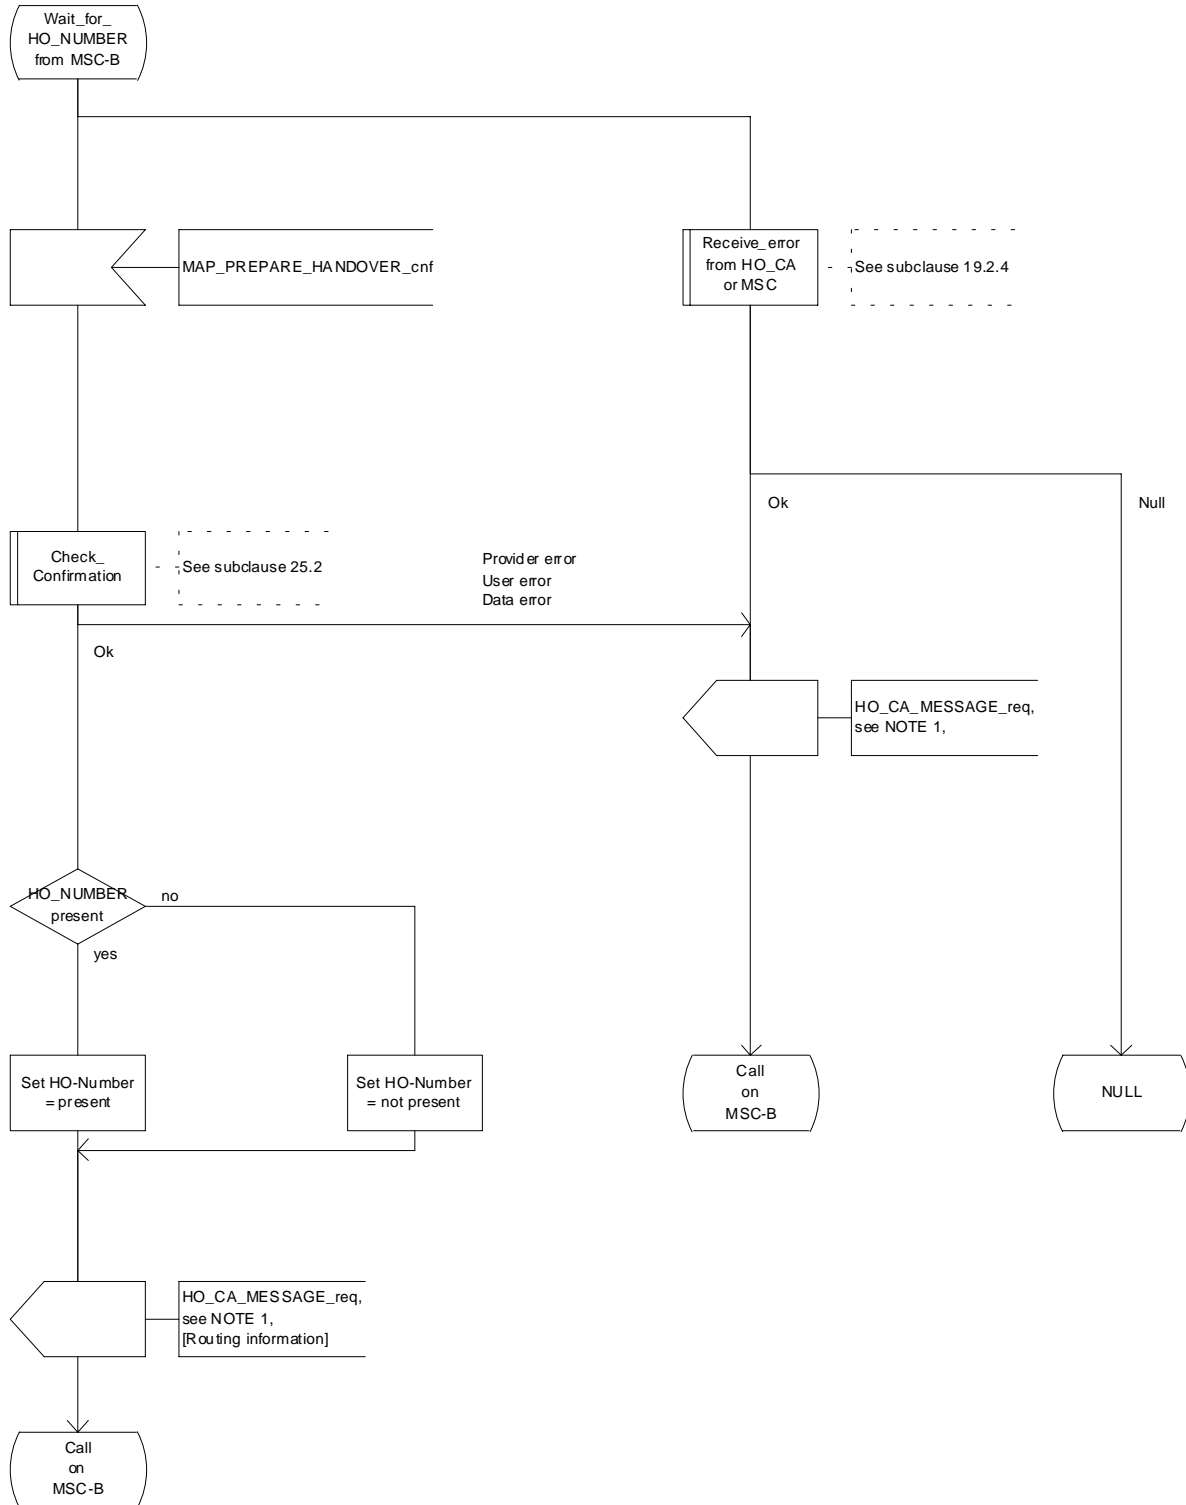 Wait_for_
HO_NUMBER
from MSC-B
MAP_PREPARE_HANDOVER_cnf
Receive_error
from HO_CA
or MSC
See subclause 19.2.4
Ok
Null
Check_
Confirmation
See subclause 25.2
Provider error
User error
Data error
Ok
HO_CA_MESSAGE_req,
see NOTE 1,
HO_NUMBER
present
no
yes
Set HO-Number
= present
Set HO-Number
= not present
Call
on
MSC-B
NULL
HO_CA_MESSAGE_req,
see NOTE 1,
[Routing information]
Call
on
MSC-B